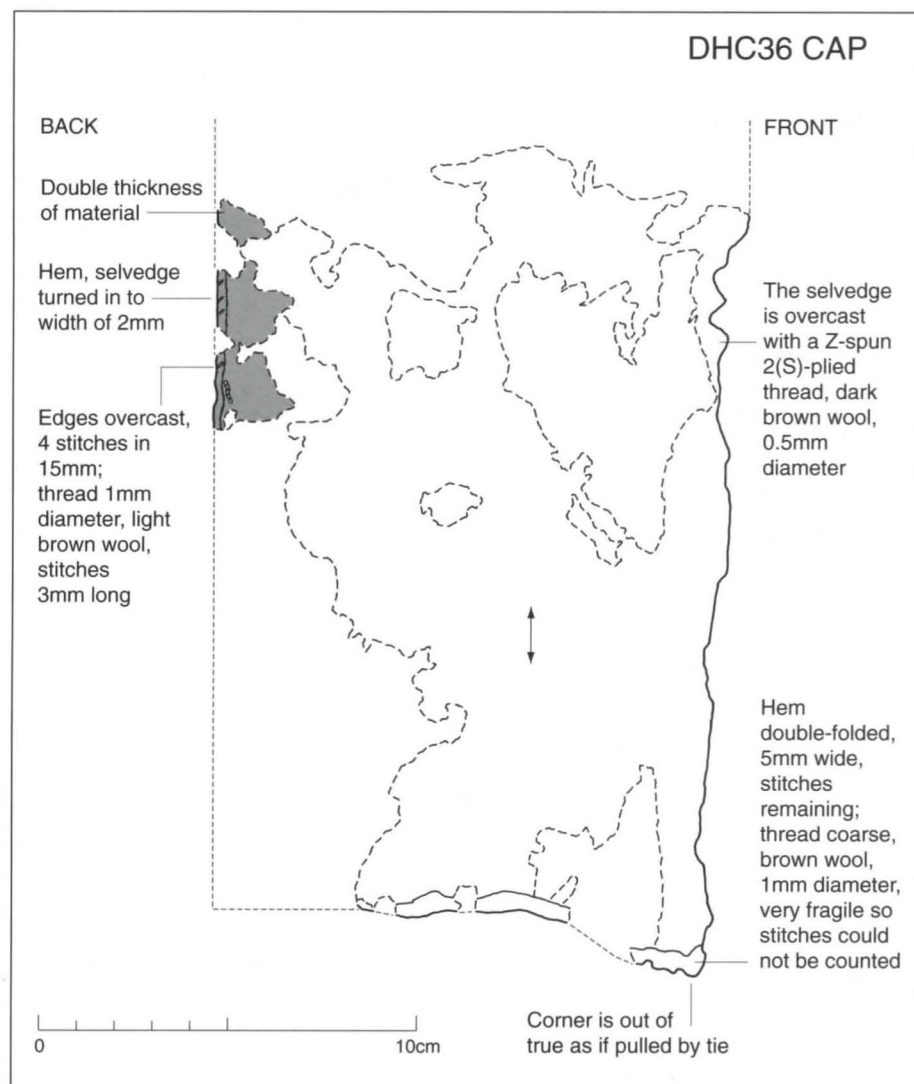 DHC36 CAP
BACK
FRONT
Double thickness
of material
Hem, selvedge
turned in to
width of 2mm
Edges overcast,
4 stitches in
15mm;
thread 1mm
diameter, light
brown wool,
stitches
3mm long
The selvedge
is overcast
with a Z-spun
2(S)-plied
thread, dark
brown wool,
0.5mm
diameter
Hem
double-folded,
5mm wide,
stitches
remaining;
thread coarse,
brown wool,
1mm diameter,
very fragile so
stitches could
not be counted
Corner is out of
true as if pulled by tie
0
10cm